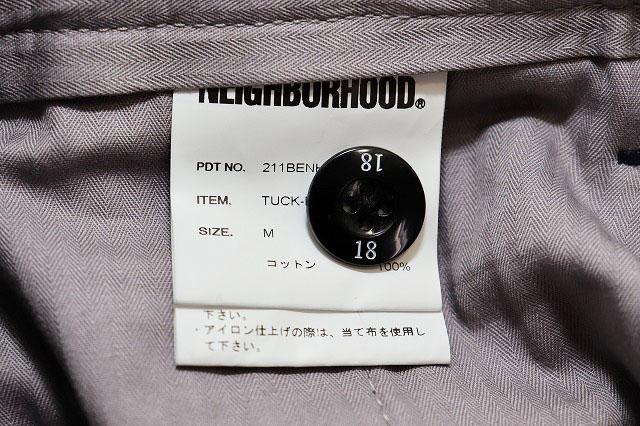 NEIGHBORHOOD®
PDT NO. 211BEN
ITEM. TUCK-
SIZE. M
コットン 100%
18
18
下さい。
・アイロン仕上げの際は、当て布を使用し
て下さい。